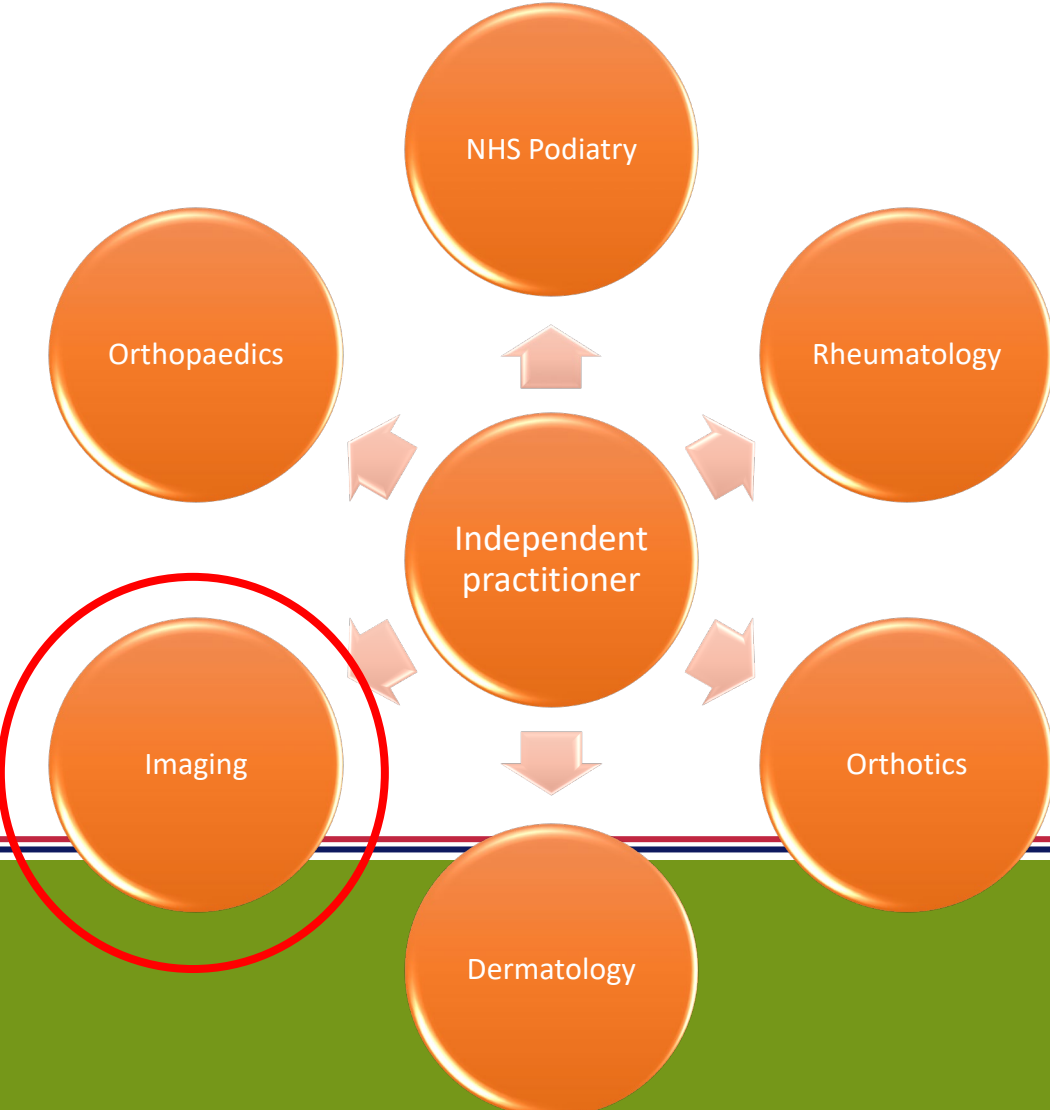 NHS Podiatry
Orthopaedics
Rheumatology
Independent
practitioner
Imaging
Orthotics
Dermatology